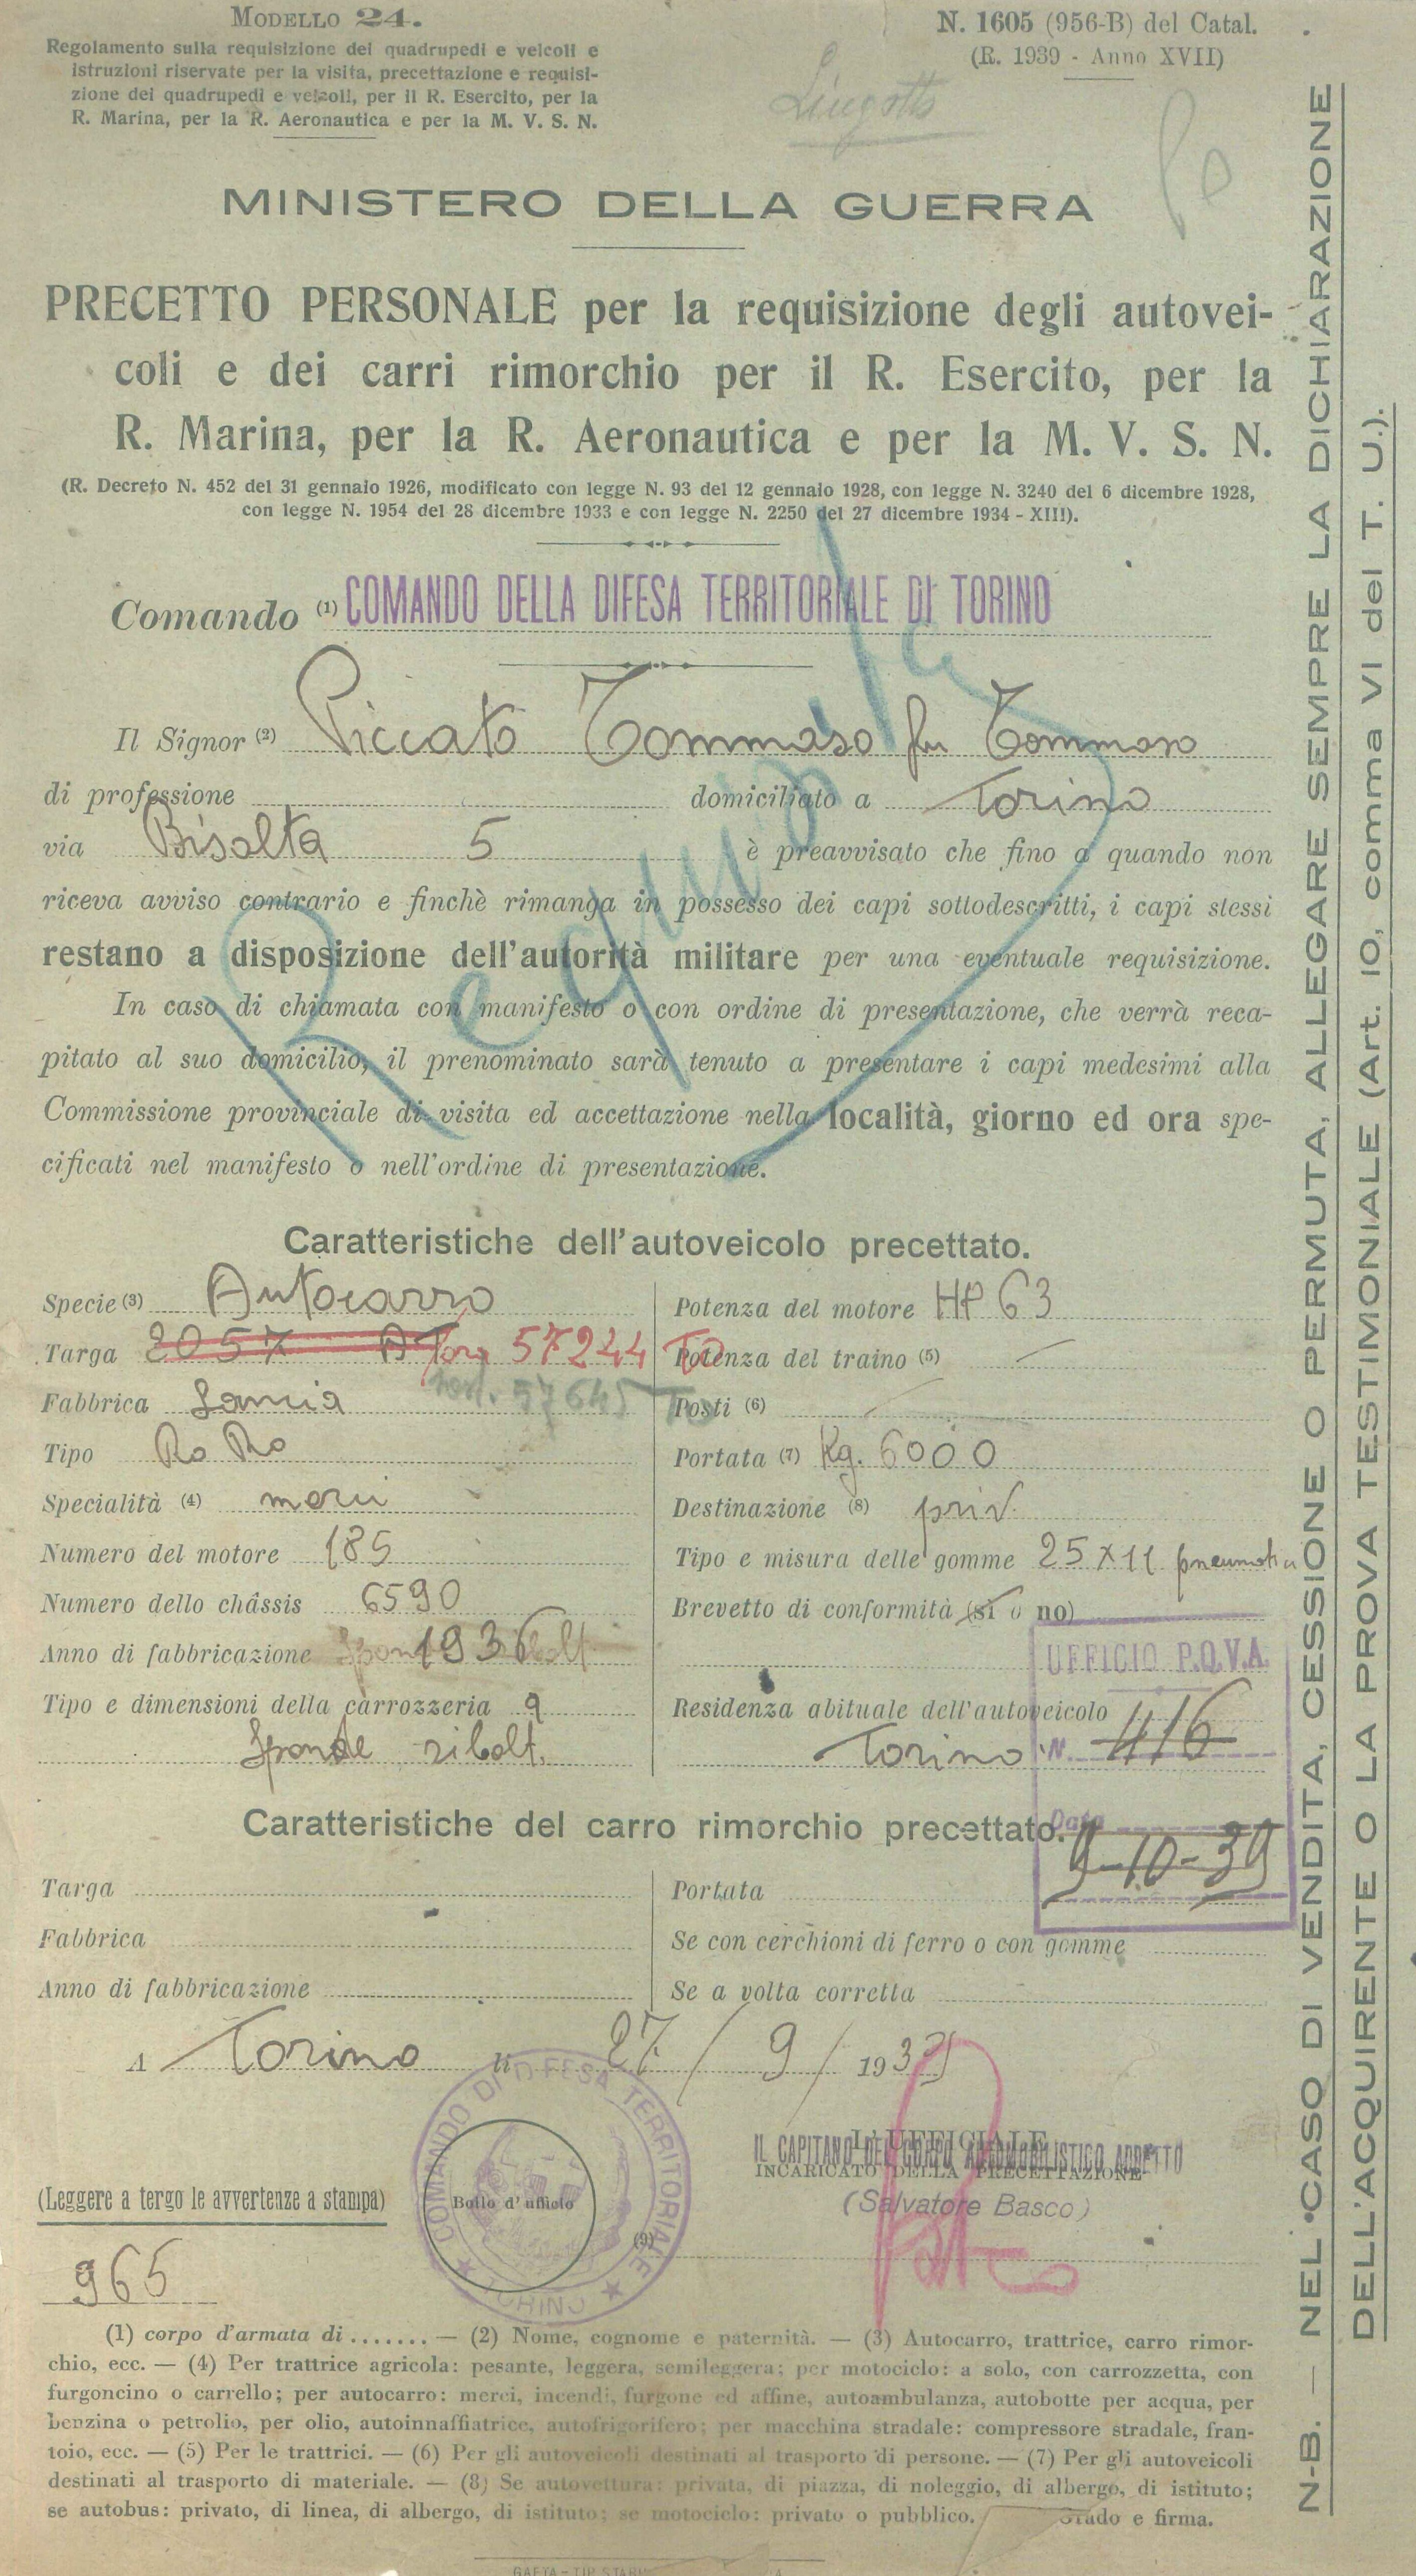 MODELLO 24.
Regolamento sulla requisizione dei quadrupedi e veicoli e
istruzioni riservate per la visita, precettazione e requisi-
zione dei quadrupedi e veicoli, per il R. Esercito, per la
R. Marina, per la R. Aeronautica e per la M. V. S. N.
N. 1605 (956-B) del Catal.
(R. 1939 - Anno XVII)
Lingotto
MINISTERO DELLA GUERRA
PRECETTO PERSONALE per la requisizione degli autovei-
coli e dei carri rimorchio per il R. Esercito, per la
R. Marina, per la R. Aeronautica e per la M. V. S. N.
(R. Decreto N. 452 del 31 gennaio 1926, modificato con legge N. 93 del 12 gennaio 1928, con legge N. 3240 del 6 dicembre 1928,
con legge N. 1954 del 28 dicembre 1933 e con legge N. 2250 del 27 dicembre 1934 - XIII).
Comando (1) COMANDO DELLA DIFESA TERRITORIALE DI TORINO
Il Signor (2) Piccato Tommaso fu Tommaso
di professione domiciliato a Torino
via Bisalta 5 è preavvisato che fino a quando non
riceva avviso contrario e finchè rimanga in possesso dei capi sottodescritti, i capi stessi
restano a disposizione dell'autorità militare per una eventuale requisizione.
In caso di chiamata con manifesto o con ordine di presentazione, che verrà reca-
pitato al suo domicilio, il prenominato sarà tenuto a presentare i capi medesimi alla
Commissione provinciale di visita ed accettazione nella località, giorno ed ora spe-
cificati nel manifesto o nell'ordine di presentazione.
Caratteristiche dell'autoveicolo precettato.
Specie (3) Autocarro
Targa 2057 57244 TO
57645 To
Fabbrica Lancia
Tipo Ro Ro
Specialità (4) merci
Numero del motore 185
Numero dello châssis 6590
Anno di fabbricazione 1936
Tipo e dimensioni della carrozzeria 9
Sponde ribalt.
Potenza del motore HP 63
Potenza del traino (5)
Posti (6)
Portata (7) Kg. 6000
Destinazione (8) priv.
Tipo e misura delle gomme 25 X 11 pneumatici
Brevetto di conformità (sì o no)
Residenza abituale dell'autoveicolo
Torino
UFFICIO P.Q.V.A.
N. 416
Data
9-10-39
Caratteristiche del carro rimorchio precettato.
Targa
Fabbrica
Anno di fabbricazione
Portata
Se con cerchioni di ferro o con gomme
Se a volta corretta
A Torino li 27/9/1939
COMANDO DI DIFESA TERRITORIALE
TORINO
Bollo d'ufficio
L'UFFICIALE
INCARICATO DELLA PRECETTAZIONE
IL CAPITANO DEL CORPO AUTOMOBILISTICO ADDETTO
(Salvatore Basco)
(9)
(Leggere a tergo le avvertenze a stampa)
965
(1) corpo d'armata di ....... — (2) Nome, cognome e paternità. — (3) Autocarro, trattrice, carro rimor-
chio, ecc. — (4) Per trattrice agricola: pesante, leggera, semileggera; per motociclo: a solo, con carrozzetta, con
furgoncino o carrello; per autocarro: merci, incendi, furgone ed affine, autoambulanza, autobotte per acqua, per
benzina o petrolio, per olio, autoinnaffiatrice, autofrigorifero; per macchina stradale: compressore stradale, fran-
toio, ecc. — (5) Per le trattrici. — (6) Per gli autoveicoli destinati al trasporto di persone. — (7) Per gli autoveicoli
destinati al trasporto di materiale. — (8) Se autovettura: privata, di piazza, di noleggio, di albergo, di istituto;
se autobus: privato, di linea, di albergo, di istituto; se motociclo: privato o pubblico. Grado e firma.
N-B. — NEL CASO DI VENDITA, CESSIONE O PERMUTA, ALLEGARE SEMPRE LA DICHIARAZIONE
DELL'ACQUIRENTE O LA PROVA TESTIMONIALE (Art. 10, comma VI del T. U.).